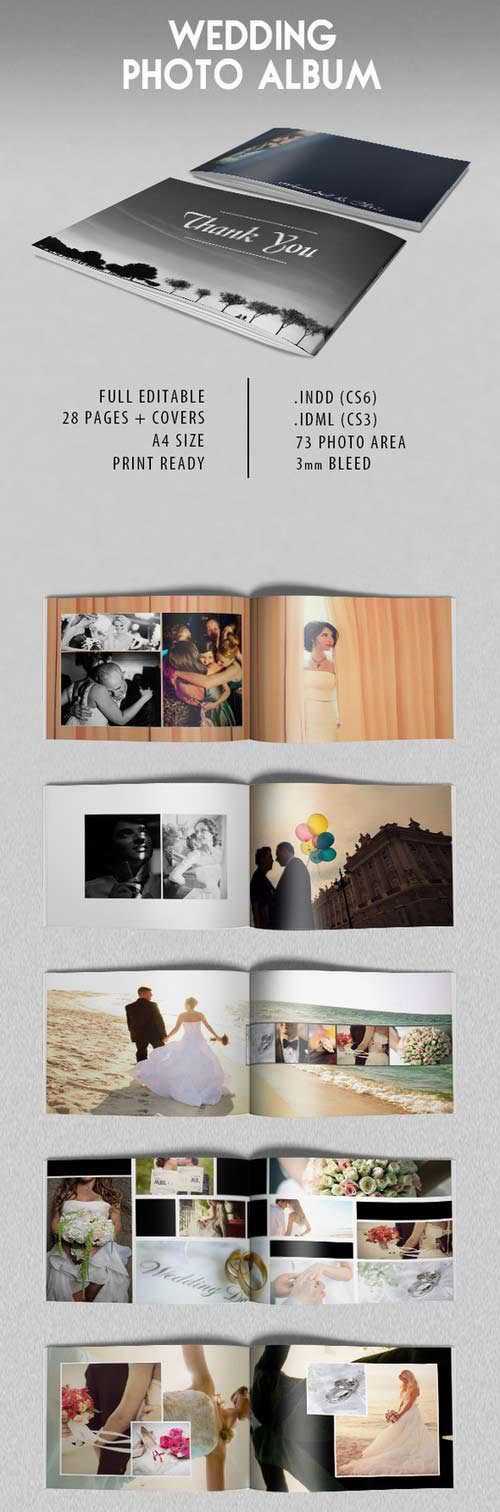 WEDDING
PHOTO ALBUM
Thank You
FULL EDITABLE
28 PAGES + COVERS
A4 SIZE
PRINT READY
.INDD (CS6)
.IDML (CS3)
73 PHOTO AREA
3mm BLEED
Wedding